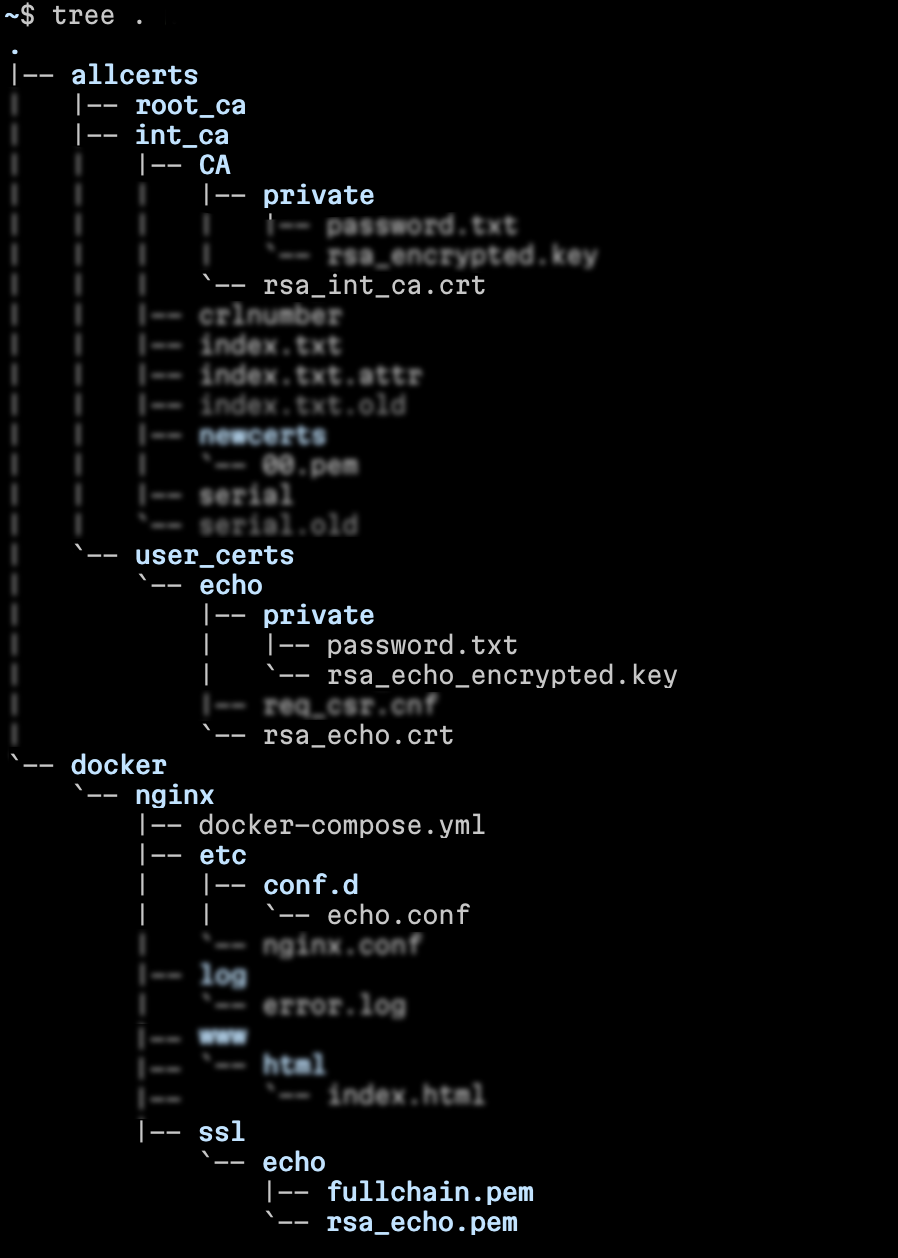 ~$ tree .
.
|-- allcerts
|   |-- root_ca
|   |-- int_ca
|   |   |-- CA
|   |   |   |-- private
|   |   |   |   |-- password.txt
|   |   |   |   `-- rsa_encrypted.key
|   |   |   `-- rsa_int_ca.crt
|   |   |-- crlnumber
|   |   |-- index.txt
|   |   |-- index.txt.attr
|   |   |-- index.txt.old
|   |   |-- newcerts
|   |   |   `-- 00.pem
|   |   |-- serial
|   |   `-- serial.old
|   `-- user_certs
|       `-- echo
|           |-- private
|           |   |-- password.txt
|           |   `-- rsa_echo_encrypted.key
|           |-- req_csr.cnf
|           `-- rsa_echo.crt
`-- docker
    `-- nginx
        |-- docker-compose.yml
        |-- etc
        |   |-- conf.d
        |   |   `-- echo.conf
        |   `-- nginx.conf
        |-- log
        |   `-- error.log
        |-- www
        |-- `-- html
        |--     `-- index.html
        |-- ssl
            `-- echo
                |-- fullchain.pem
                `-- rsa_echo.pem